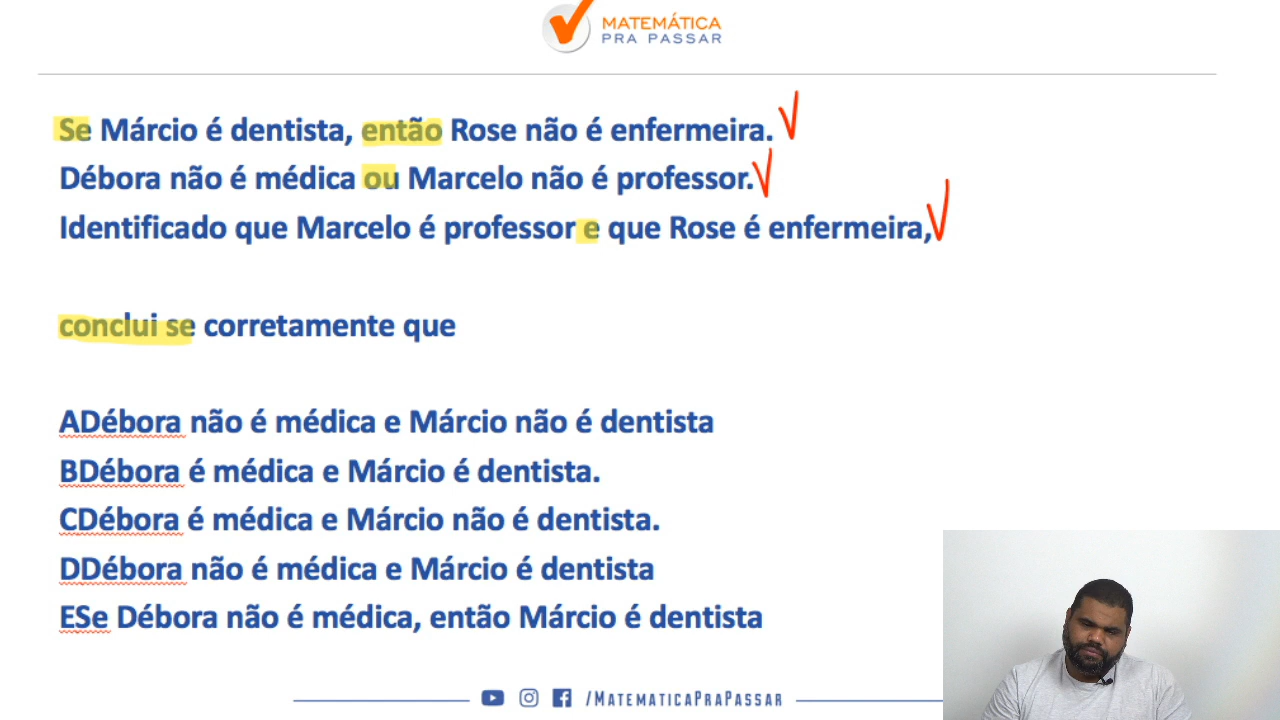 MATEMÁTICA
PRA PASSAR
Se Márcio é dentista, então Rose não é enfermeira.
Débora não é médica ou Marcelo não é professor.
Identificado que Marcelo é professor e que Rose é enfermeira,
conclui se corretamente que
ADébora não é médica e Márcio não é dentista
BDébora é médica e Márcio é dentista.
CDébora é médica e Márcio não é dentista.
DDébora não é médica e Márcio é dentista
ESe Débora não é médica, então Márcio é dentista
/MATEMATICAPRAPASSAR